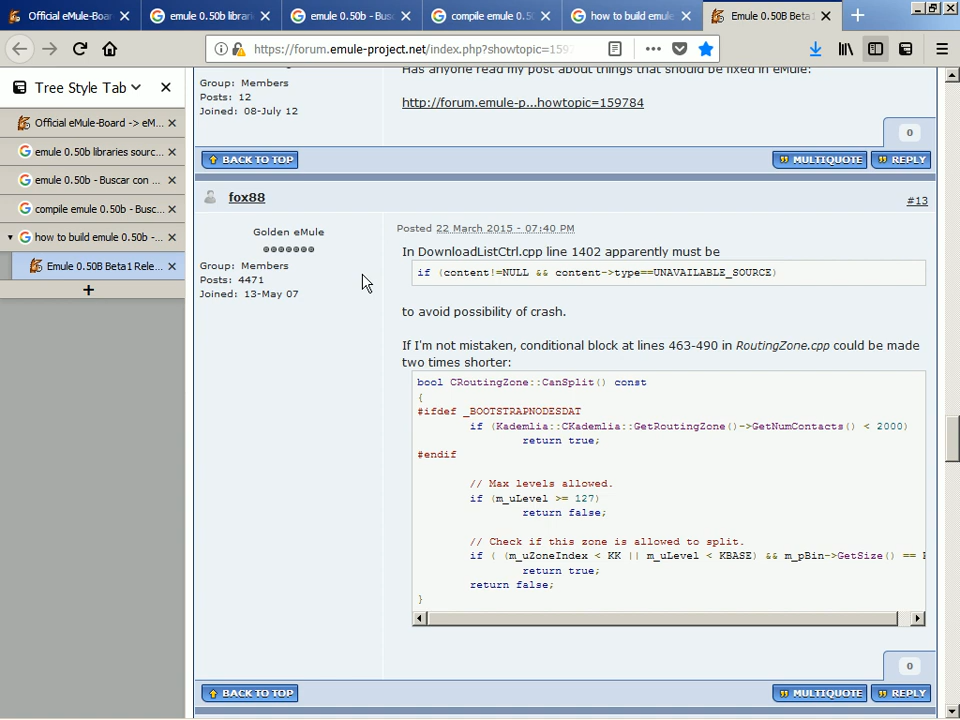 Official eMule-Boa
emule 0.50b librari
emule 0.50b - Bus
compile emule 0.50
how to build emule
Emule 0.50B Beta1
https://forum.emule-project.net/index.php?showtopic=159
Tree Style Tab
Official eMule-Board -> eM...
emule 0.50b libraries sourc...
emule 0.50b - Buscar con ...
compile emule 0.50b - Busc...
how to build emule 0.50b -...
Emule 0.50B Beta1 Rele...
Has anyone read my post about things that should be fixed in eMule:
Group: Members
Posts: 12
http://forum.emule-p...howtopic=159784
Joined: 08-July 12
0
BACK TO TOP
MULTIQUOTE
REPLY
fox88
#13
Posted 22 March 2015 - 07:40 PM
Golden eMule
Group: Members
Posts: 4471
Joined: 13-May 07
In DownloadListCtrl.cpp line 1402 apparently must be
if (content!=NULL && content->type==UNAVAILABLE_SOURCE)
to avoid possibility of crash.
If I'm not mistaken, conditional block at lines 463-490 in RoutingZone.cpp could be made
two times shorter:
bool CRoutingZone::CanSplit() const
{
#ifdef _BOOTSTRAPNODESDAT
if (Kademlia::CKademlia::GetRoutingZone()->GetNumContacts() < 2000)
return true;
#endif
// Max levels allowed.
if (m_uLevel >= 127)
return false;
// Check if this zone is allowed to split.
if ( (m_uZoneIndex < KK || m_uLevel < KBASE) && m_pBin->GetSize() ==
return true;
return false;
}
0
BACK TO TOP
MULTIQUOTE
REPLY